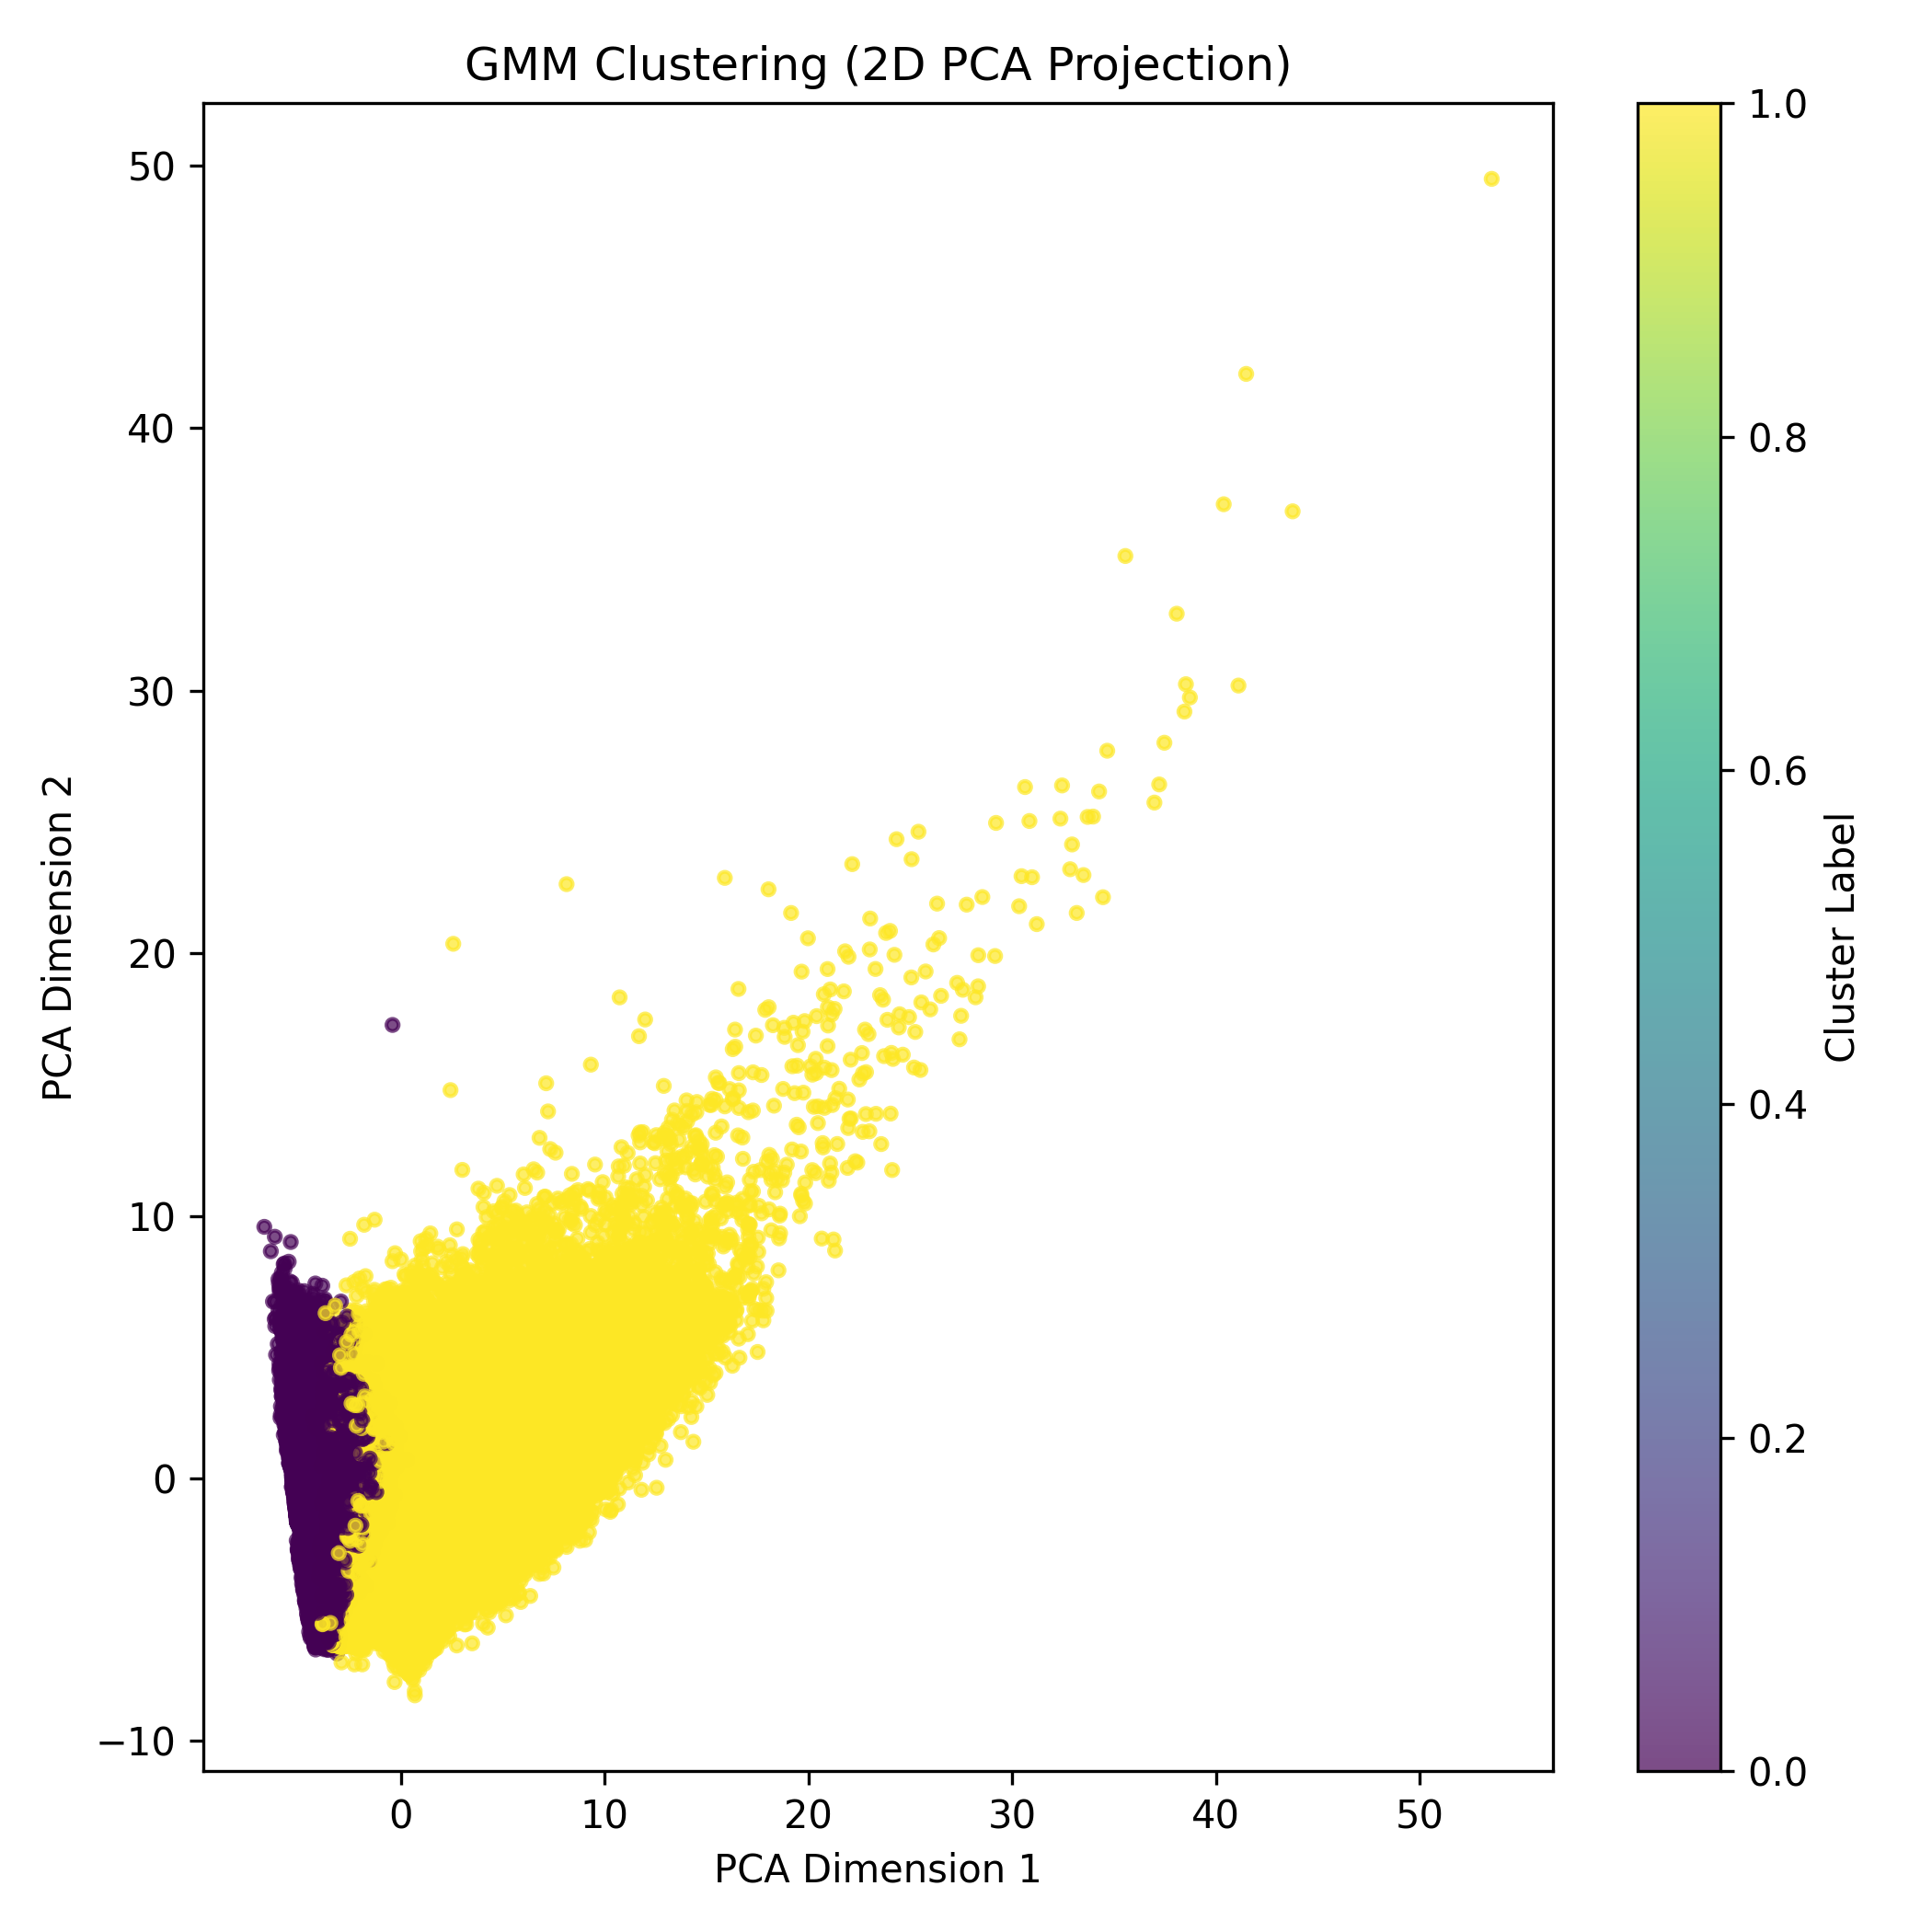 GMM Clustering (2D PCA Projection)
50
40
30
20
10
0
−10
PCA Dimension 2
0 10 20 30 40 50
PCA Dimension 1
1.0
0.8
0.6
0.4
0.2
0.0
Cluster Label